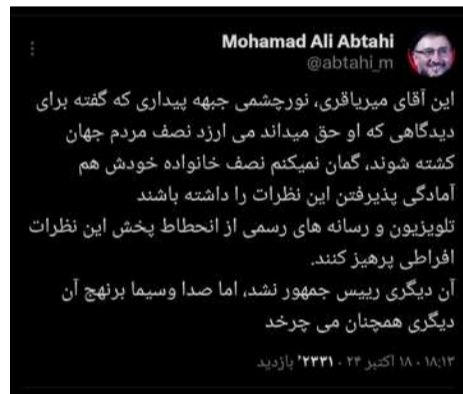 Mohamad Ali Abtahi
@abtahi_m
این آقای میرباقری، نورچشمی جبهه پیداری که گفته برای
دیدگاهی که او حق میداند می ارزد نصف مردم جهان
کشته شوند، گمان نمیکنم نصف خانواده خودش هم
آمادگی پذیرفتن این نظرات را داشته باشند
تلویزیون و رسانه های رسمی از انحطاط پخش این نظرات
افراطی پرهیز کنند.
آن دیگری رییس جمهور نشد، اما صدا وسیما برنهج آن
دیگری همچنان می چرخد
۱۸:۱۳ · ۱۸ اکتبر ۲۴ · ۲۳۳۱٬ بازدید